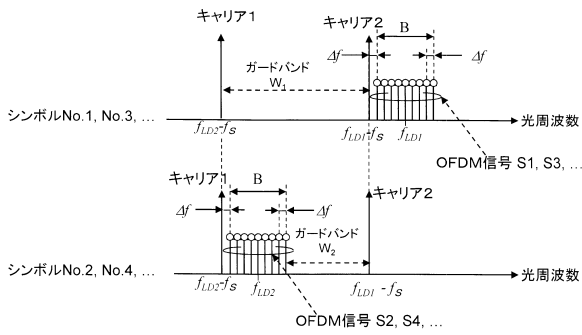 キャリア1
キャリア2
B
Δf
Δf
ガードバンド
W1
シンボルNo.1, No.3, ...
fLD2-fS
fLD1-fS
fLD1
光周波数
OFDM信号 S1, S3, ...
キャリア1
B
キャリア2
Δf
Δf
ガードバンド
W2
シンボルNo.2, No.4, ...
fLD2-fS
fLD2
fLD1 - fS
光周波数
OFDM信号 S2, S4, ...